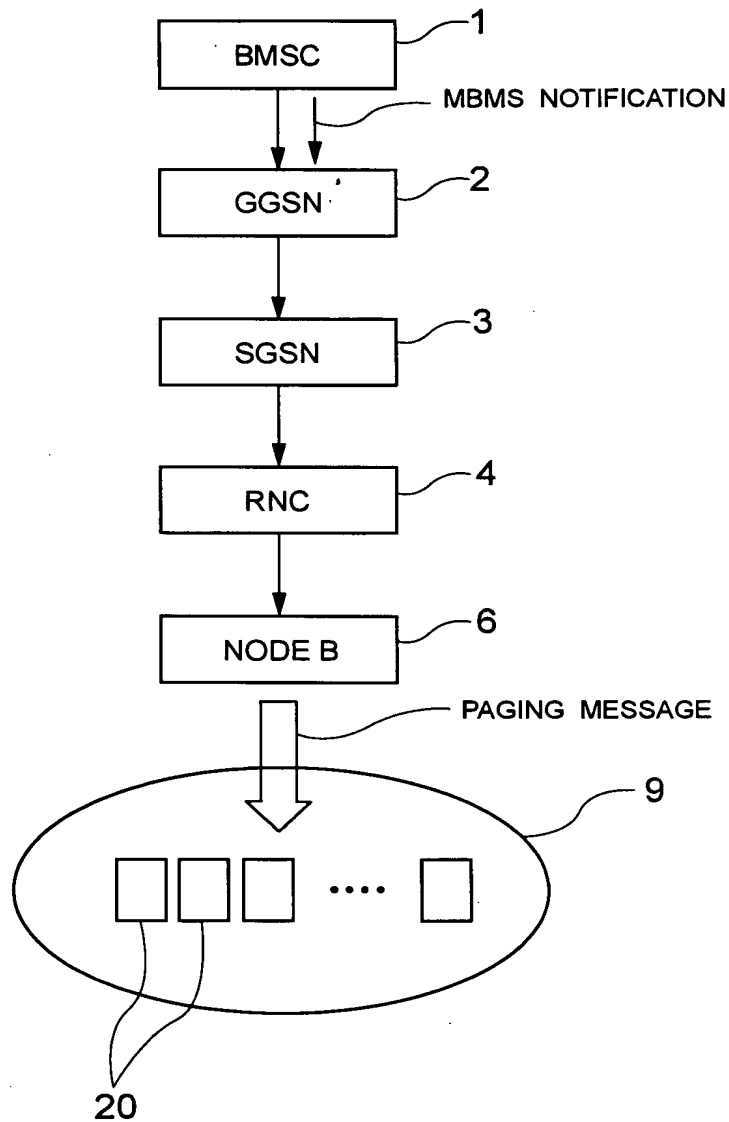 1
BMSC
MBMS NOTIFICATION
2
GGSN
3
SGSN
4
RNC
6
NODE B
PAGING MESSAGE
9
20